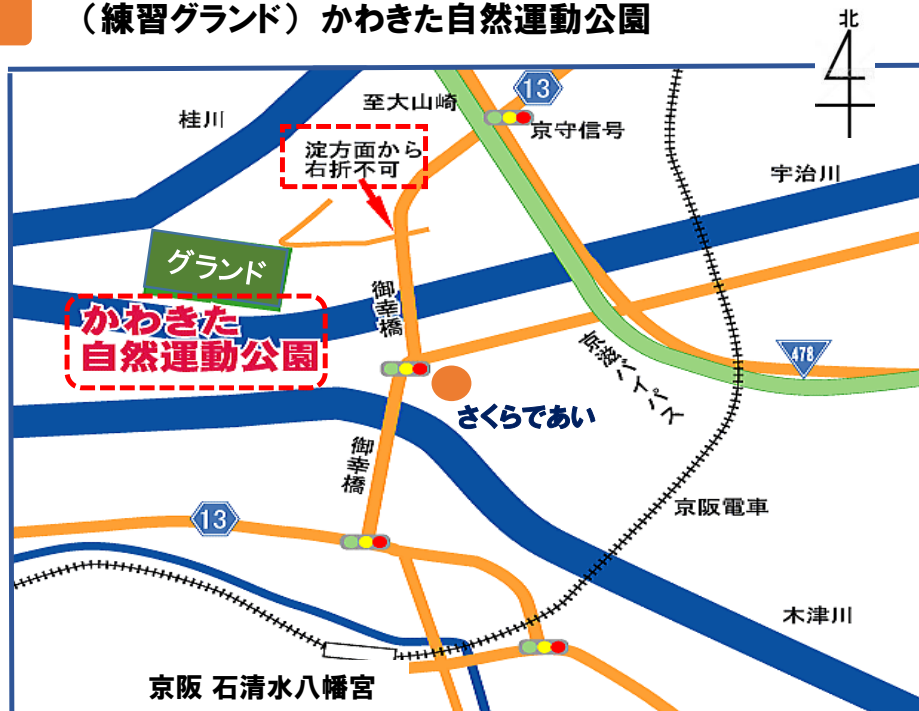 （練習グランド）かわきた自然運動公園
北
13
至大山崎
桂川
京守信号
淀方面から
右折不可
宇治川
グランド
御幸橋
かわきた
自然運動公園
京滋バイパス
478
さくらであい
御幸橋
京阪電車
13
木津川
京阪 石清水八幡宮